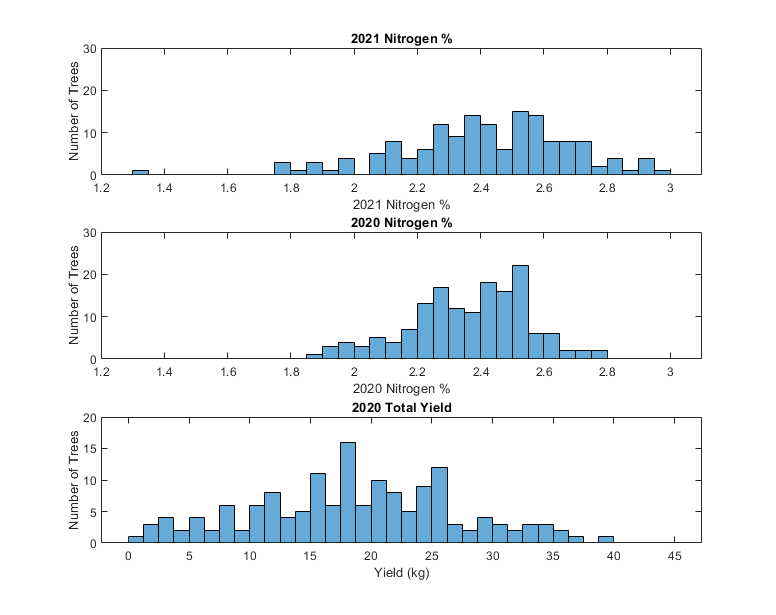 2021 Nitrogen %
30
20
10
0
Number of Trees
1.2 1.4 1.6 1.8 2 2.2 2.4 2.6 2.8 3
2021 Nitrogen %
2020 Nitrogen %
30
20
10
0
Number of Trees
1.2 1.4 1.6 1.8 2 2.2 2.4 2.6 2.8 3
2020 Nitrogen %
2020 Total Yield
20
15
10
5
0
Number of Trees
0 5 10 15 20 25 30 35 40 45
Yield (kg)